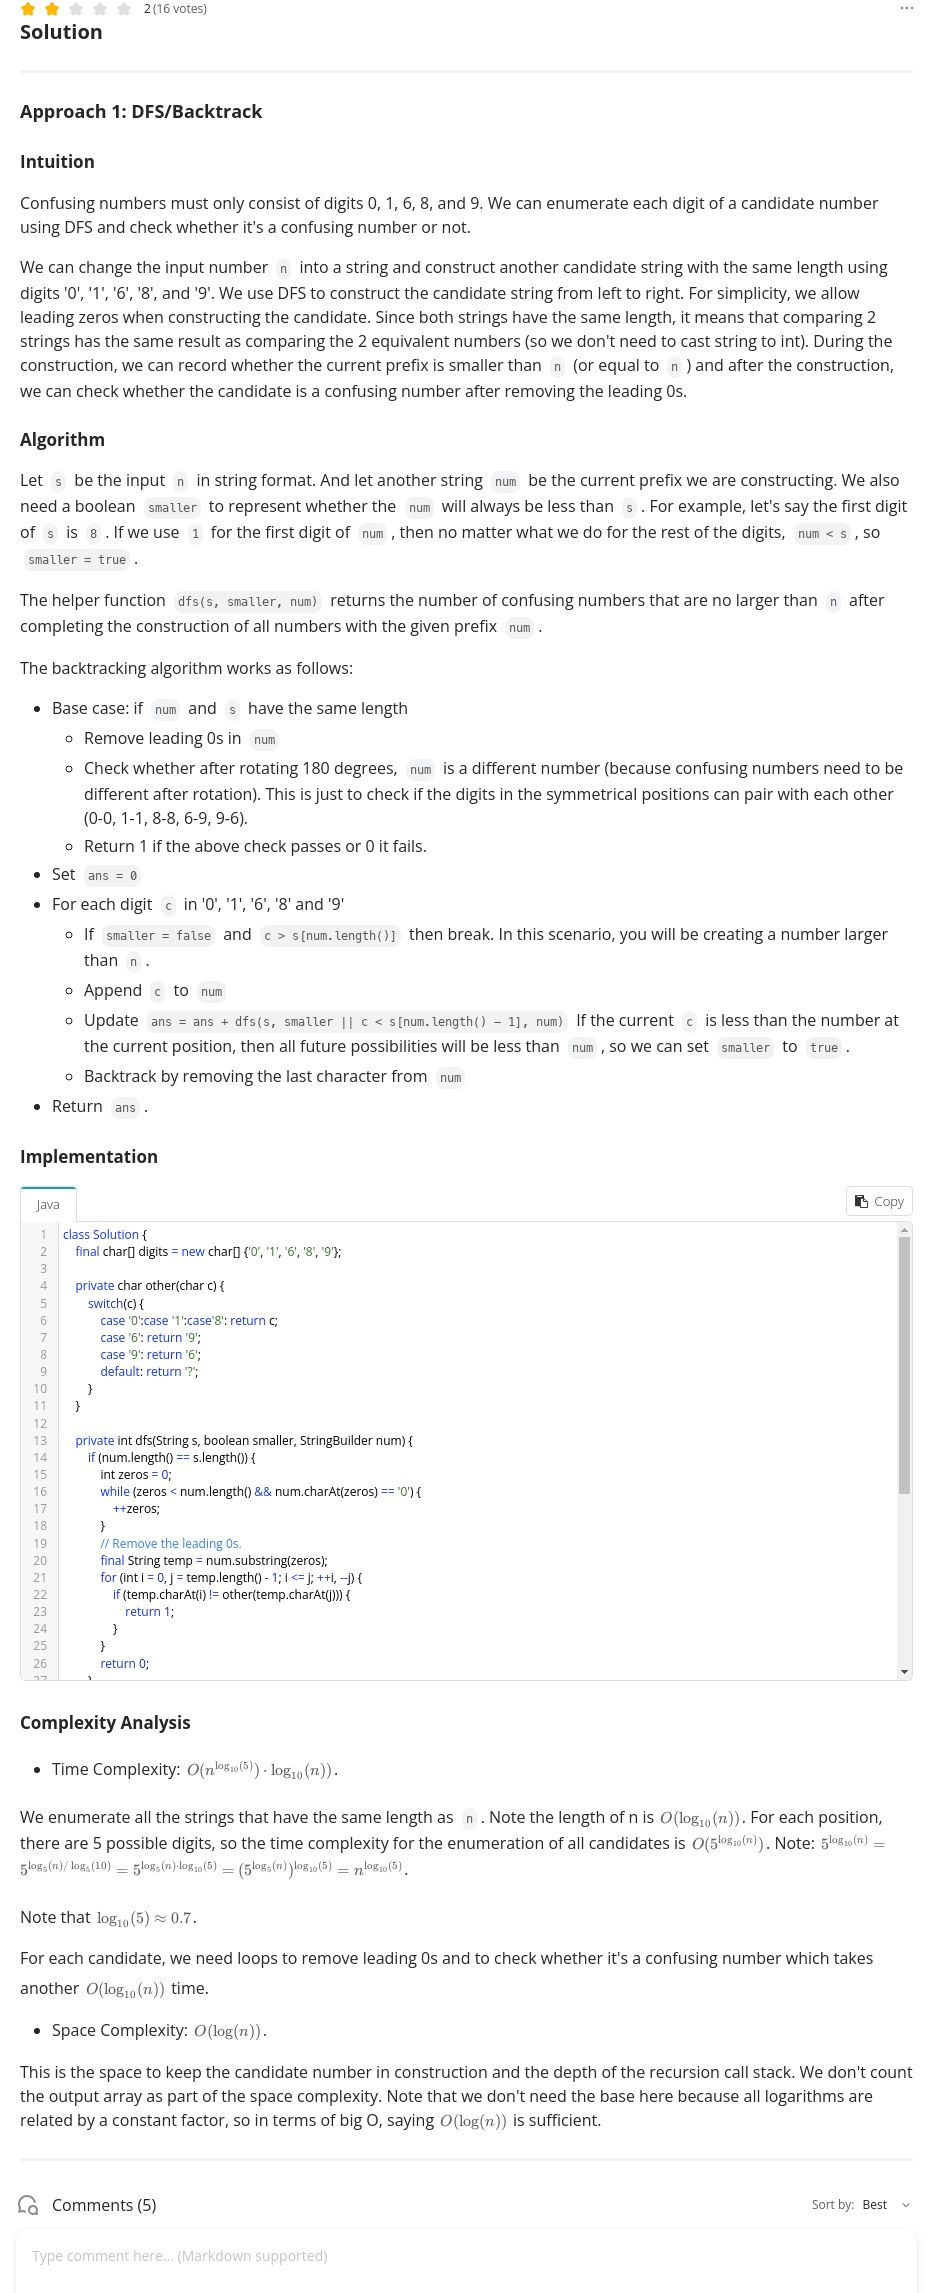 2 (16 votes)
Solution
Approach 1: DFS/Backtrack
Intuition
Confusing numbers must only consist of digits 0, 1, 6, 8, and 9. We can enumerate each digit of a candidate number
using DFS and check whether it's a confusing number or not.
We can change the input number n into a string and construct another candidate string with the same length using
digits '0', '1', '6', '8', and '9'. We use DFS to construct the candidate string from left to right. For simplicity, we allow
leading zeros when constructing the candidate. Since both strings have the same length, it means that comparing 2
strings has the same result as comparing the 2 equivalent numbers (so we don't need to cast string to int). During the
construction, we can record whether the current prefix is smaller than n (or equal to n ) and after the construction,
we can check whether the candidate is a confusing number after removing the leading 0s.
Algorithm
Let s be the input n in string format. And let another string num be the current prefix we are constructing. We also
need a boolean smaller to represent whether the num will always be less than s . For example, let's say the first digit
of s is 8 . If we use 1 for the first digit of num , then no matter what we do for the rest of the digits, num < s , so
smaller = true .
The helper function dfs(s, smaller, num) returns the number of confusing numbers that are no larger than n after
completing the construction of all numbers with the given prefix num .
The backtracking algorithm works as follows:
• Base case: if num and s have the same length
◦ Remove leading 0s in num
◦ Check whether after rotating 180 degrees, num is a different number (because confusing numbers need to be
different after rotation). This is just to check if the digits in the symmetrical positions can pair with each other
(0-0, 1-1, 8-8, 6-9, 9-6).
◦ Return 1 if the above check passes or 0 it fails.
• Set ans = 0
• For each digit c in '0', '1', '6', '8' and '9'
◦ If smaller = false and c > s[num.length()] then break. In this scenario, you will be creating a number larger
than n .
◦ Append c to num
◦ Update ans = ans + dfs(s, smaller || c < s[num.length() − 1], num) If the current c is less than the number at
the current position, then all future possibilities will be less than num , so we can set smaller to true .
◦ Backtrack by removing the last character from num
• Return ans .
Implementation
Java
Copy
1 class Solution {
2 final char[] digits = new char[] {'0', '1', '6', '8', '9'};
3
4 private char other(char c) {
5 switch(c) {
6 case '0':case '1':case'8': return c;
7 case '6': return '9';
8 case '9': return '6';
9 default: return '?';
10 }
11 }
12
13 private int dfs(String s, boolean smaller, StringBuilder num) {
14 if (num.length() == s.length()) {
15 int zeros = 0;
16 while (zeros < num.length() && num.charAt(zeros) == '0') {
17 ++zeros;
18 }
19 // Remove the leading 0s.
20 final String temp = num.substring(zeros);
21 for (int i = 0, j = temp.length() - 1; i <= j; ++i, --j) {
22 if (temp.charAt(i) != other(temp.charAt(j))) {
23 return 1;
24 }
25 }
26 return 0;
27 }
Complexity Analysis
• Time Complexity: O(n^{log_{10}(5)}) · log_{10}(n)).
We enumerate all the strings that have the same length as n . Note the length of n is O(log_{10}(n)). For each position,
there are 5 possible digits, so the time complexity for the enumeration of all candidates is O(5^{log_{10}(n)}). Note: 5^{log_{10}(n)} =
5^{log_5(n)/ log_5(10)} = 5^{log_5(n)·log_{10}(5)} = (5^{log_5(n)})^{log_{10}(5)} = n^{log_{10}(5)}.
Note that log_{10}(5) ≈ 0.7.
For each candidate, we need loops to remove leading 0s and to check whether it's a confusing number which takes
another O(log_{10}(n)) time.
• Space Complexity: O(log(n)).
This is the space to keep the candidate number in construction and the depth of the recursion call stack. We don't count
the output array as part of the space complexity. Note that we don't need the base here because all logarithms are
related by a constant factor, so in terms of big O, saying O(log(n)) is sufficient.
Comments (5)
Sort by: Best
Type comment here... (Markdown supported)